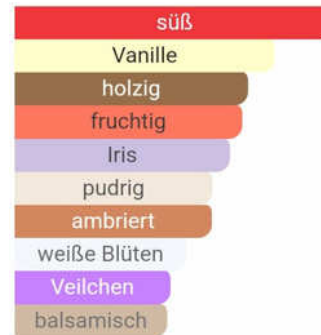 süß
Vanille
holzig
fruchtig
Iris
pudrig
ambriert
weiße Blüten
Veilchen
balsamisch